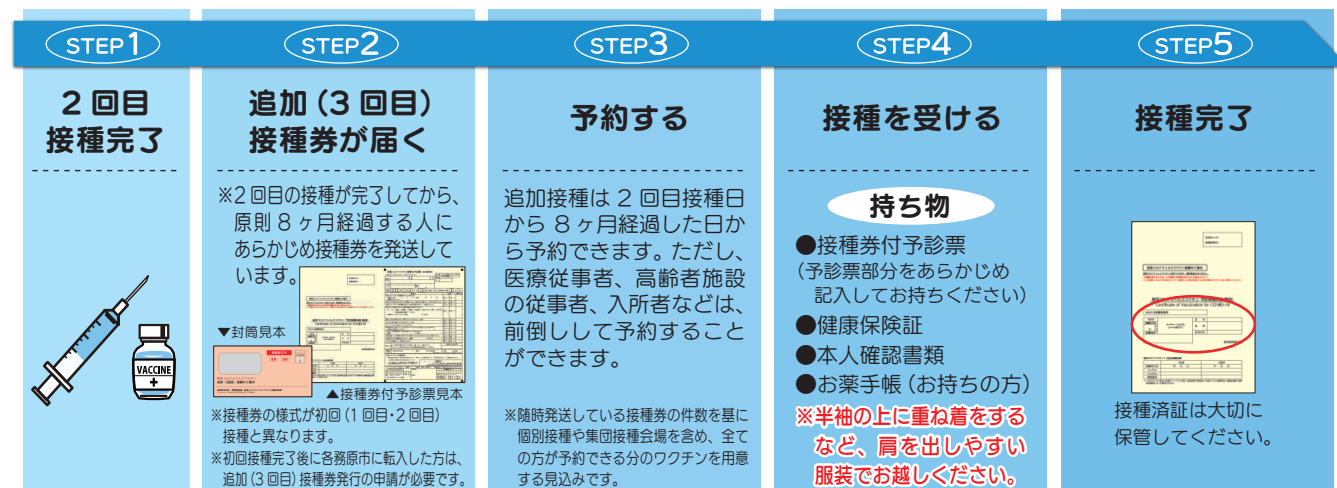 STEP1
2回目
接種完了
VACCINE
STEP2
追加(3回目)
接種券が届く
※2回目の接種が完了してから、
原則8ヶ月経過する人に
あらかじめ接種券を発送して
います。
▼封筒見本
▲接種券付予診票見本
※接種券の様式が初回(1回目・2回目)
接種と異なります。
※初回接種完了後に各務原市に転入した方は、
追加(3回目)接種券発行の申請が必要です。
STEP3
予約する
追加接種は2回目接種日
から8ヶ月経過した日か
ら予約できます。ただし、
医療従事者、高齢者施設
の従事者、入所者などは、
前倒しして予約すること
ができます。
※随時発送している接種券の件数を基に
個別接種や集団接種会場を含め、全て
の方が予約できる分のワクチンを用意
する見込みです。
STEP4
接種を受ける
持ち物
●接種券付予診票
(予診票部分をあらかじめ
記入してお持ちください)
●健康保険証
●本人確認書類
●お薬手帳(お持ちの方)
※半袖の上に重ね着をする
など、肩を出しやすい
服装でお越しください。
STEP5
接種完了
Certificate of Vaccination for COVID-19
接種済証は大切に
保管してください。